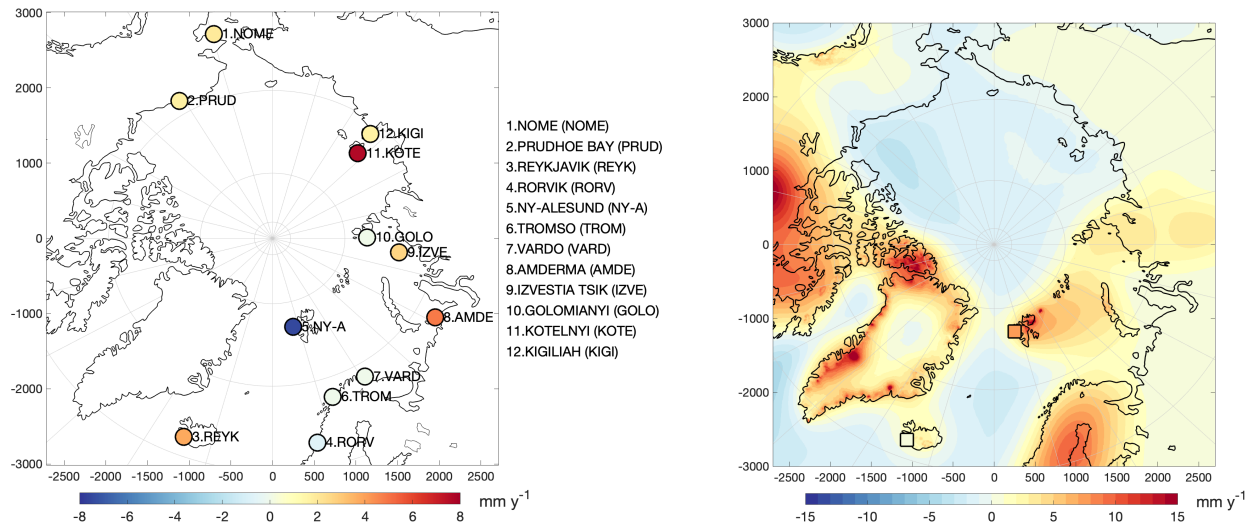 3000
2000
1000
0
-1000
-2000
-3000
1.NOME
2.PRUD
12.KIGI
11.KOTE
10.GOLO
9.IZVE
8.AMDE
5.NY-A
7.VARD
6.TROM
3.REYK
4.RORV
-2500 -2000 -1500 -1000 -500 0 500 1000 1500 2000 2500
-8 -6 -4 -2 0 2 4 6 8 mm y-1
1.NOME (NOME)
2.PRUDHOE BAY (PRUD)
3.REYKJAVIK (REYK)
4.RORVIK (RORV)
5.NY-ALESUND (NY-A)
6.TROMSO (TROM)
7.VARDO (VARD)
8.AMDERMA (AMDE)
9.IZVESTIA TSIK (IZVE)
10.GOLOMIANYI (GOLO)
11.KOTELNYI (KOTE)
12.KIGILIAH (KIGI)
3000
2000
1000
0
-1000
-2000
-3000
-2500 -2000 -1500 -1000 -500 0 500 1000 1500 2000 2500
-15 -10 -5 0 5 10 15 mm y-1